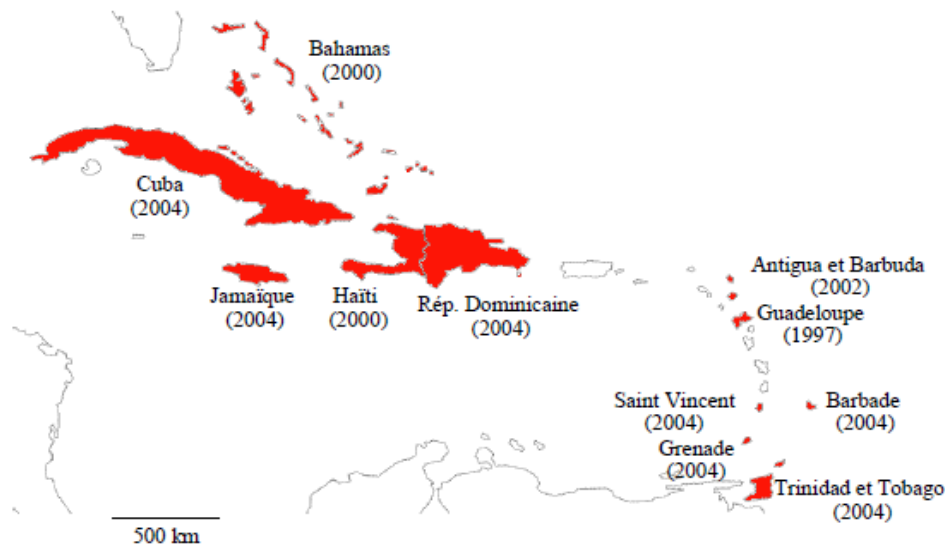 Bahamas
(2000)
Cuba
(2004)
Antigua et Barbuda
(2002)
Jamaïque
(2004)
Haïti
(2000)
Rép. Dominicaine
(2004)
Guadeloupe
(1997)
Saint Vincent
(2004)
Barbade
(2004)
Grenade
(2004)
Trinidad et Tobago
(2004)
500 km